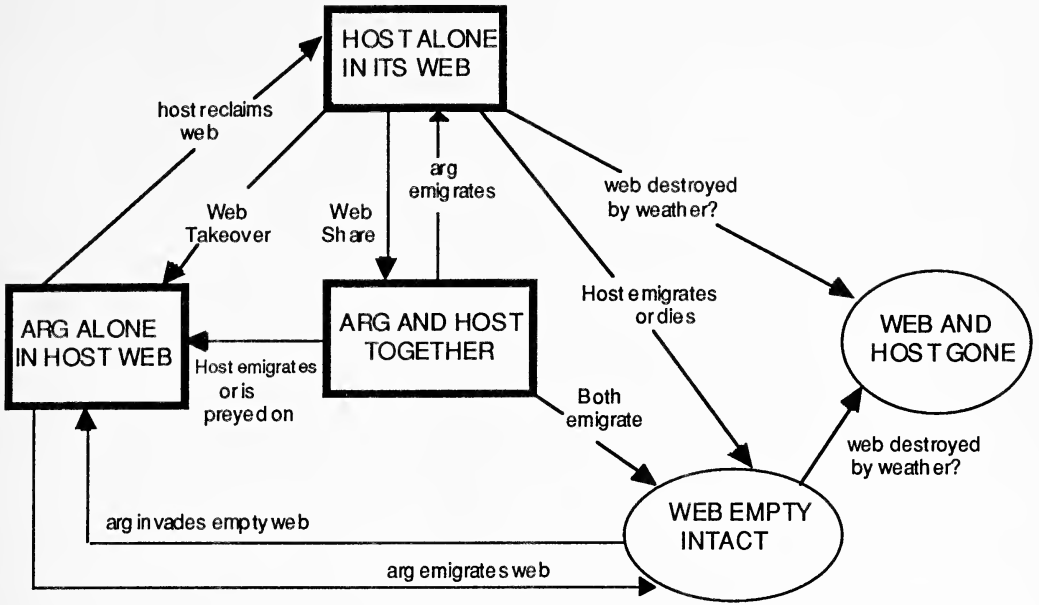 HOST ALONE
IN ITS WEB
host reclaims
web
arg
emigrates
web destroyed
by weather?
Web
Takeover
Web
Share
Host emigrates
or dies
ARG ALONE
IN HOST WEB
ARG AND HOST
TOGETHER
WEB AND
HOST GONE
Host emigrates
or is
preyed on
Both
emigrate
web destroyed
by weather?
WEB EMPTY
INTACT
arg invades empty web
arg emigrates web